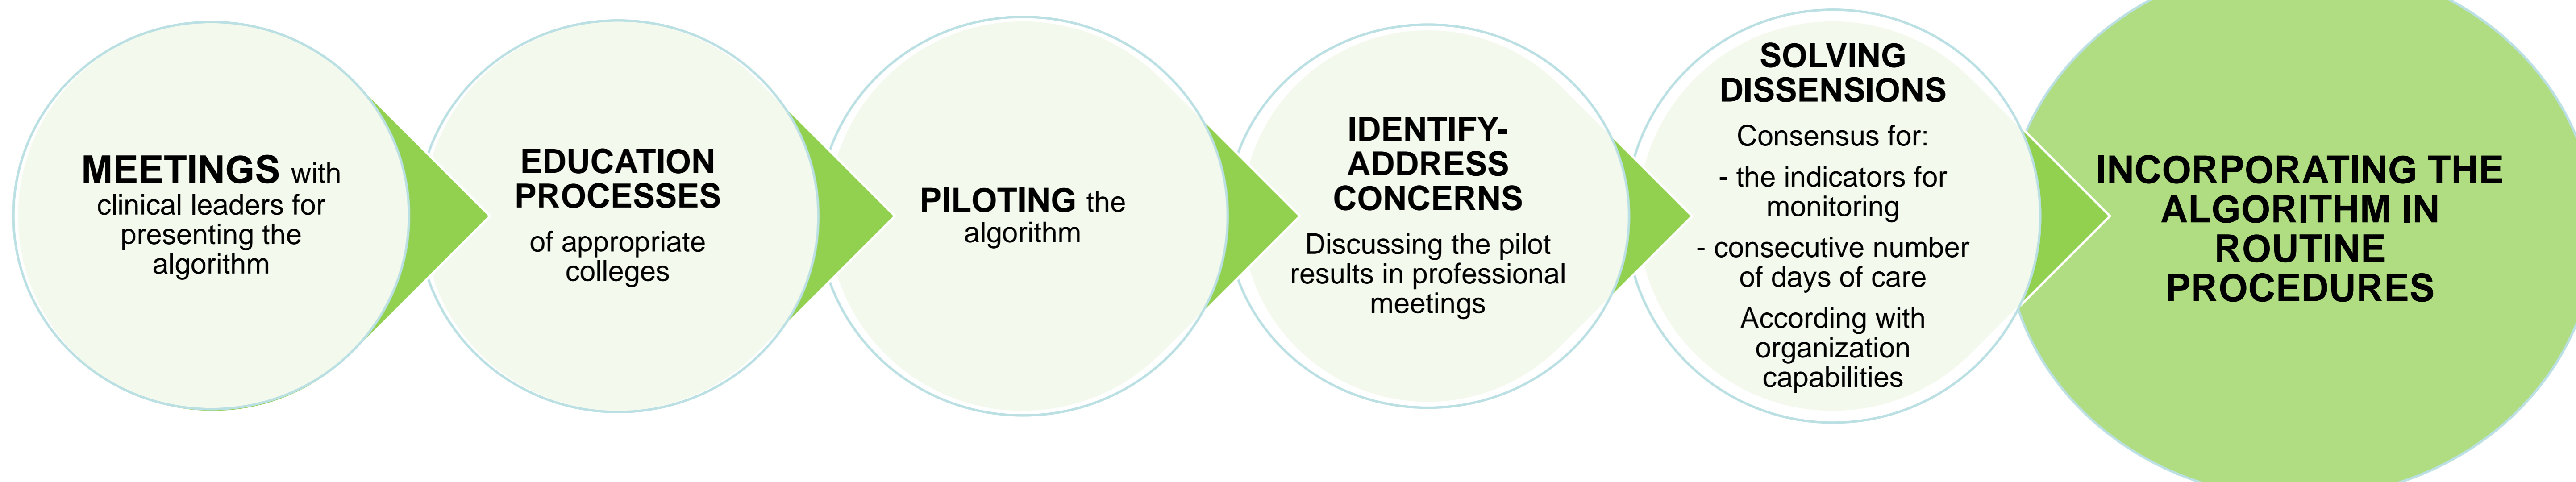 MEETINGS with
clinical leaders for
presenting the
algorithm
EDUCATION
PROCESSES
of appropriate
colleges
PILOTING the
algorithm
IDENTIFY-
ADDRESS
CONCERNS
Discussing the pilot
results in professional
meetings
SOLVING
DISSENSIONS
Consensus for:
- the indicators for
monitoring
- consecutive number
of days of care
According with
organization
capabilities
INCORPORATING THE
ALGORITHM IN
ROUTINE
PROCEDURES